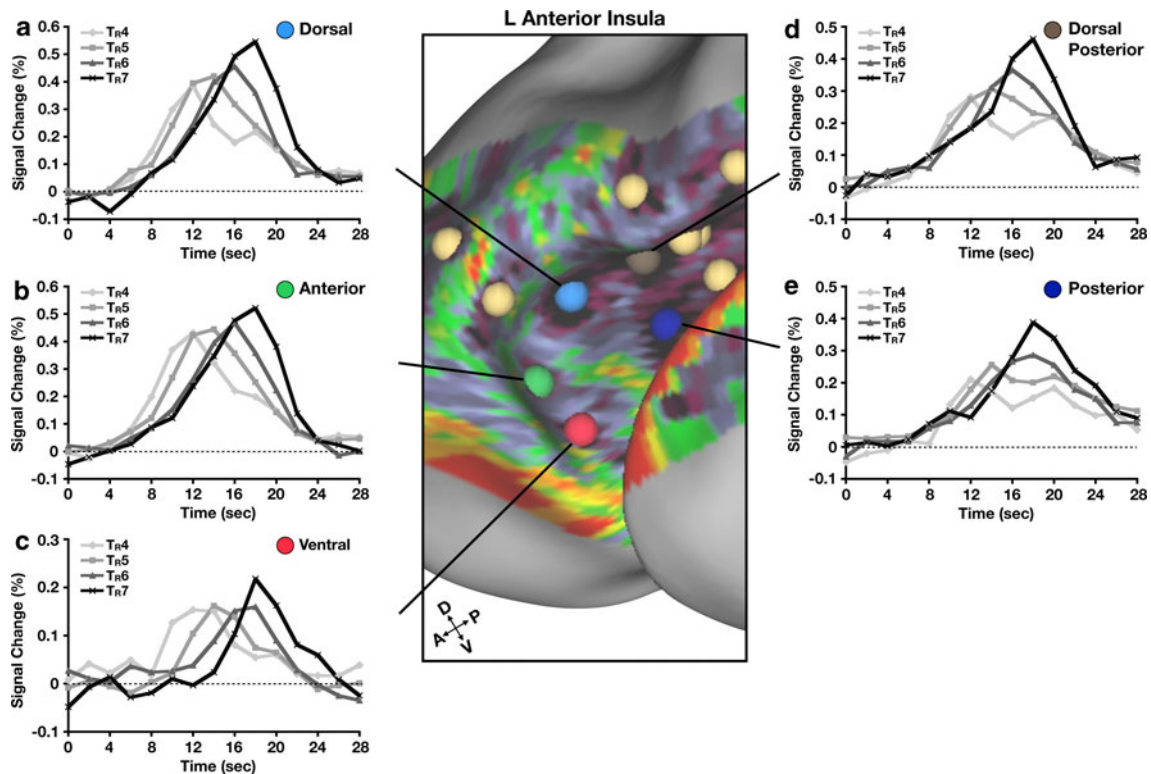 L Anterior Insula
a
Dorsal
TR4
TR5
TR6
TR7
Signal Change (%)
0.6
0.5
0.4
0.3
0.2
0.1
0
-0.1
0 4 8 12 16 20 24 28
Time (sec)
b
Anterior
TR4
TR5
TR6
TR7
Signal Change (%)
0.6
0.5
0.4
0.3
0.2
0.1
0
-0.1
0 4 8 12 16 20 24 28
Time (sec)
c
Ventral
TR4
TR5
TR6
TR7
Signal Change (%)
0.3
0.2
0.1
0
-0.1
0 4 8 12 16 20 24 28
Time (sec)
D
A P
V
d
Dorsal
Posterior
TR4
TR5
TR6
TR7
Signal Change (%)
0.5
0.4
0.3
0.2
0.1
0
-0.1
0 4 8 12 16 20 24 28
Time (sec)
e
Posterior
TR4
TR5
TR6
TR7
Signal Change (%)
0.5
0.4
0.3
0.2
0.1
0
-0.1
0 4 8 12 16 20 24 28
Time (sec)